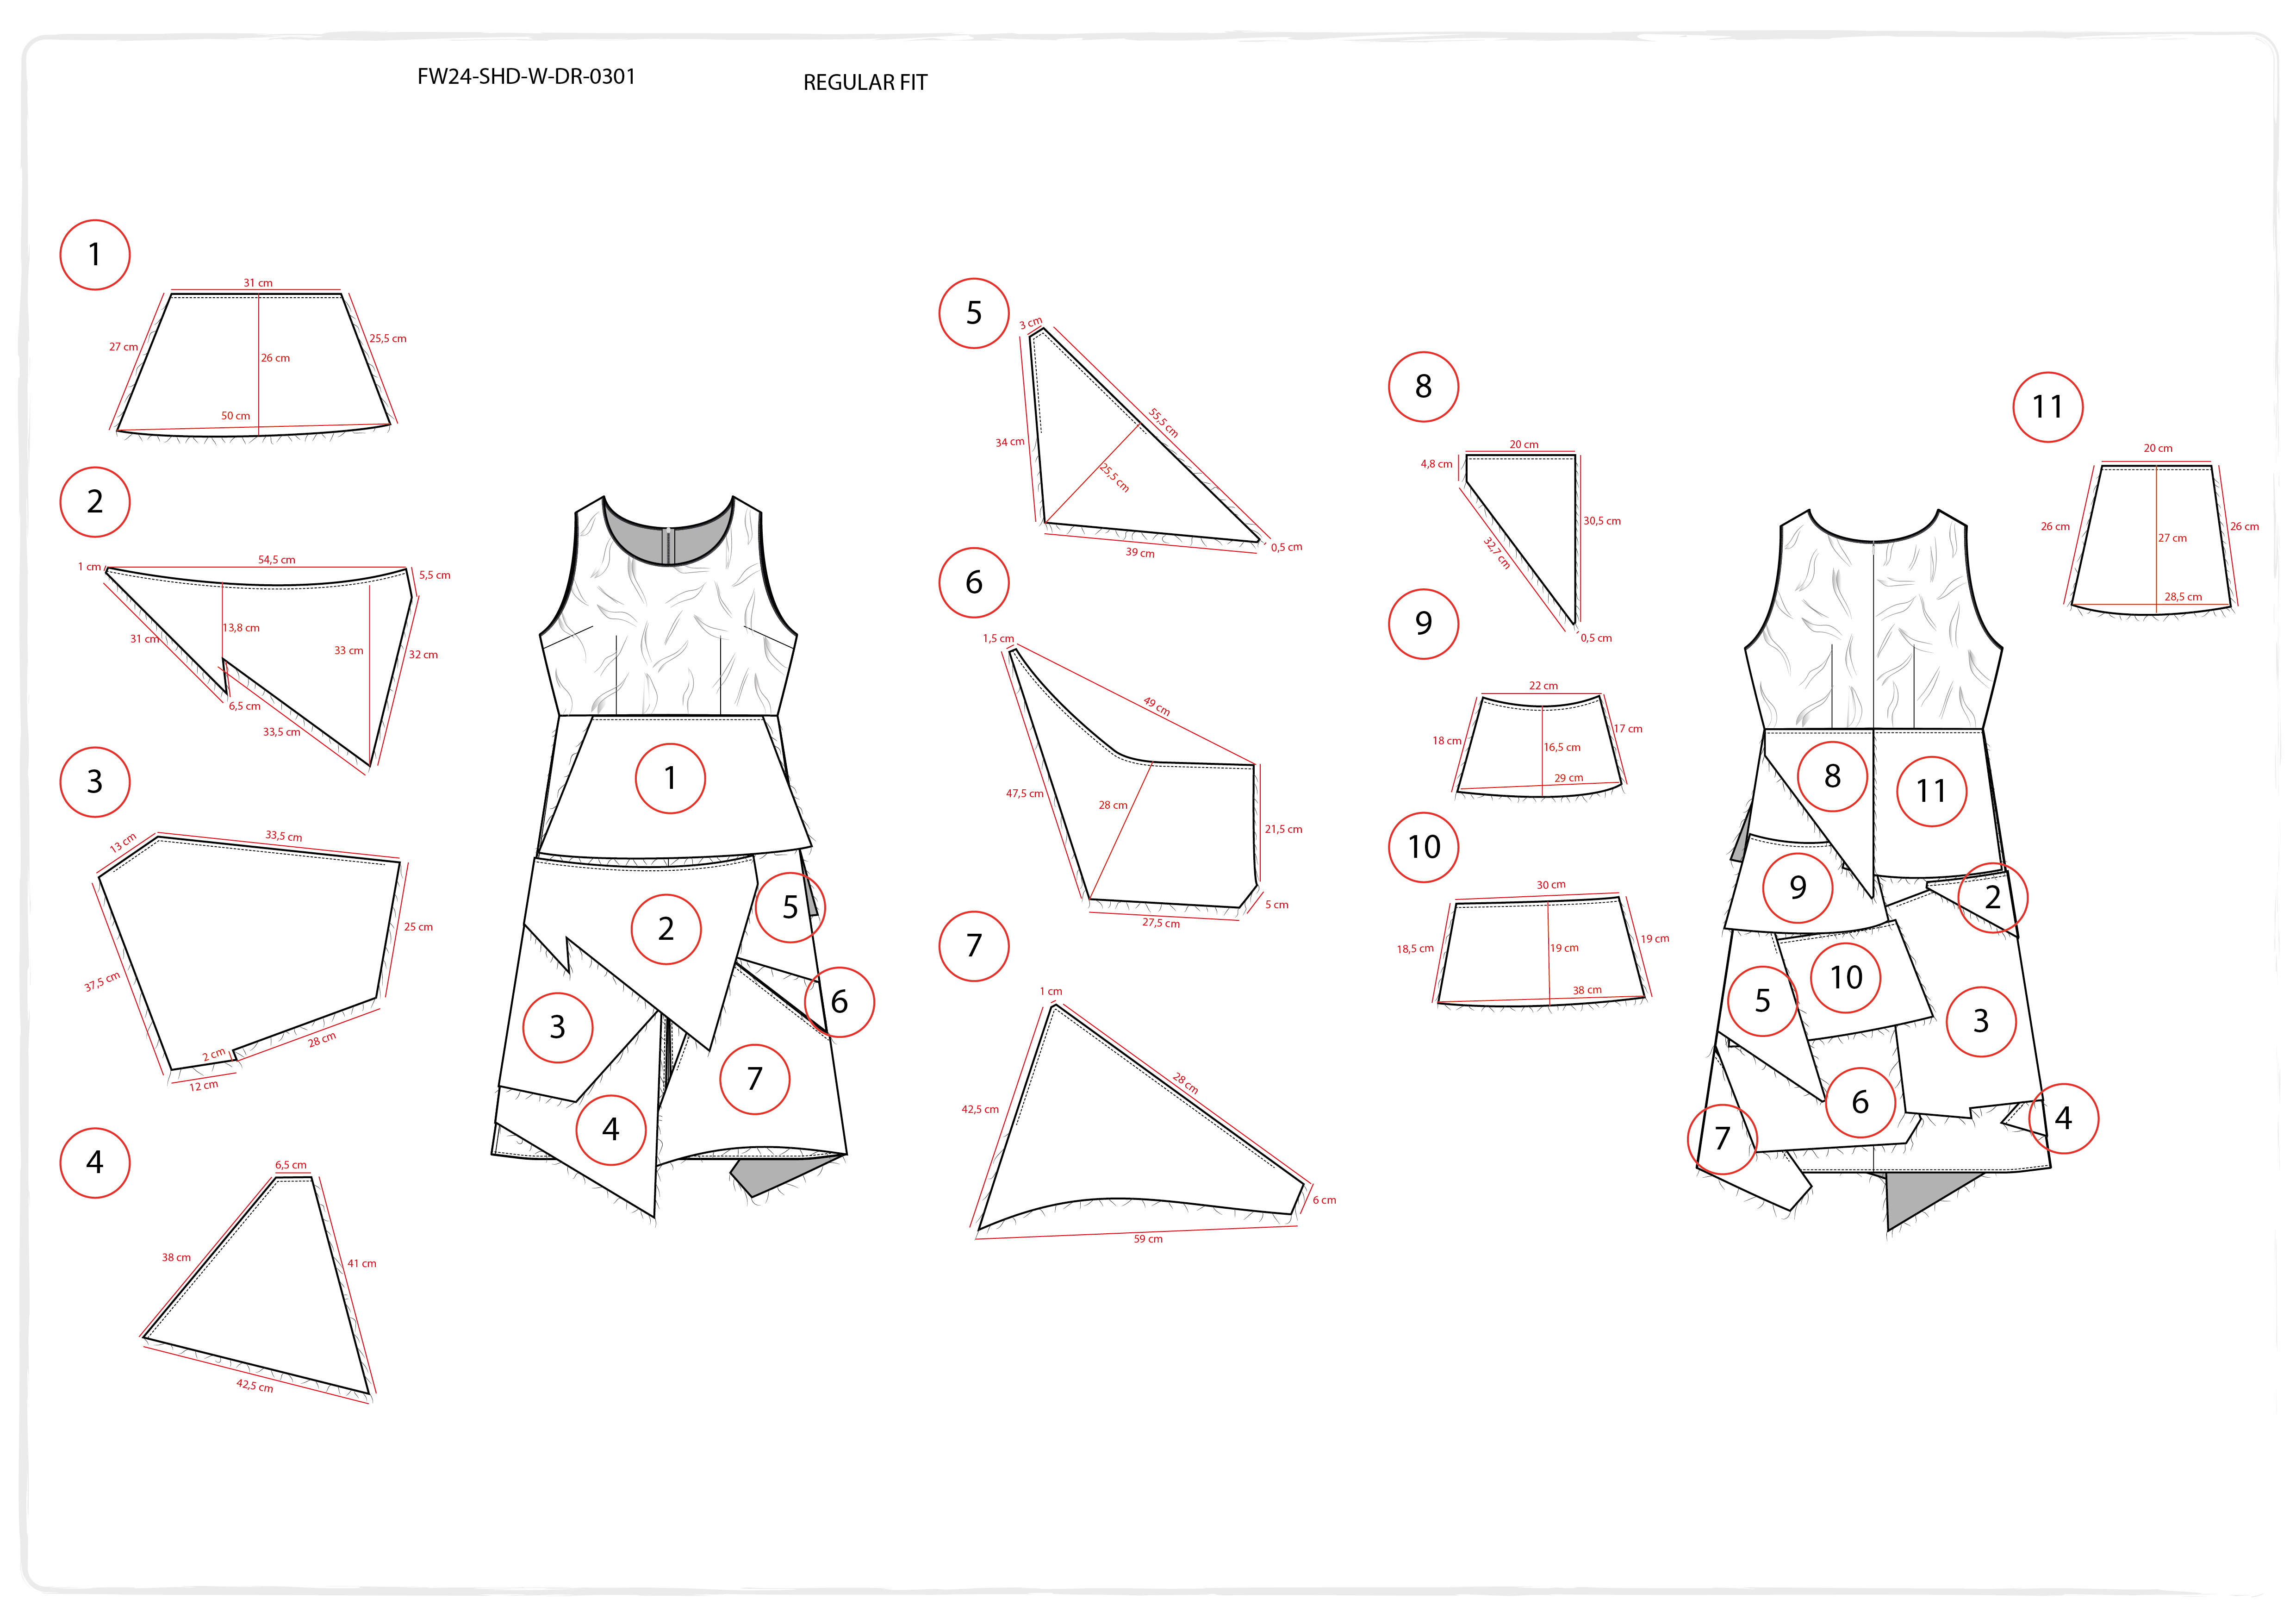 FW24-SHD-W-DR-0301
REGULAR FIT
1
31 cm
27 cm
25,5 cm
26 cm
50 cm
2
54,5 cm
1 cm
5,5 cm
13,8 cm
31 cm
33 cm
32 cm
6,5 cm
33,5 cm
3
13 cm
33,5 cm
25 cm
37,5 cm
2 cm
28 cm
12 cm
4
6,5 cm
38 cm
41 cm
42,5 cm
1
2
5
6
3
7
4
5
3 cm
55,5 cm
34 cm
25,5 cm
39 cm
0,5 cm
6
1,5 cm
49 cm
47,5 cm
28 cm
21,5 cm
5 cm
27,5 cm
7
1 cm
28 cm
42,5 cm
6 cm
59 cm
8
20 cm
4,8 cm
30,5 cm
32,7 cm
0,5 cm
9
22 cm
18 cm
17 cm
16,5 cm
29 cm
10
30 cm
18,5 cm
19 cm
19 cm
38 cm
8
11
9
2
10
5
3
6
7
4
11
20 cm
26 cm
26 cm
27 cm
28,5 cm